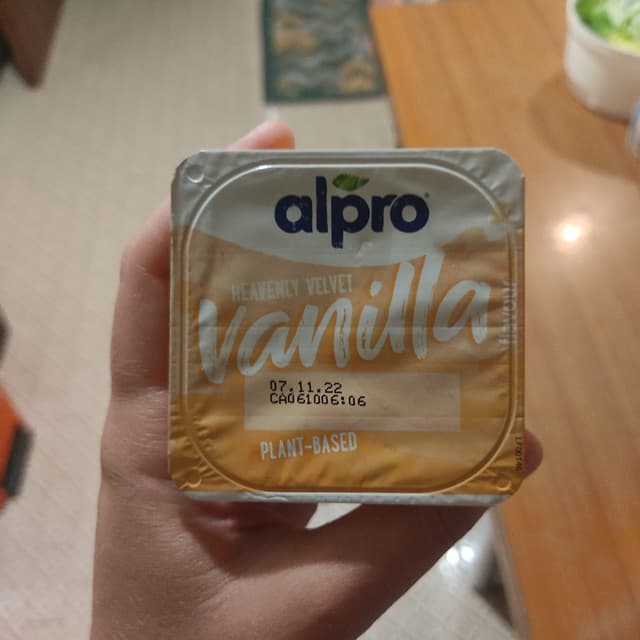 alpro
HEAVENLY VELVET
vanilla
07.11.22
CA061006:06
PLANT-BASED